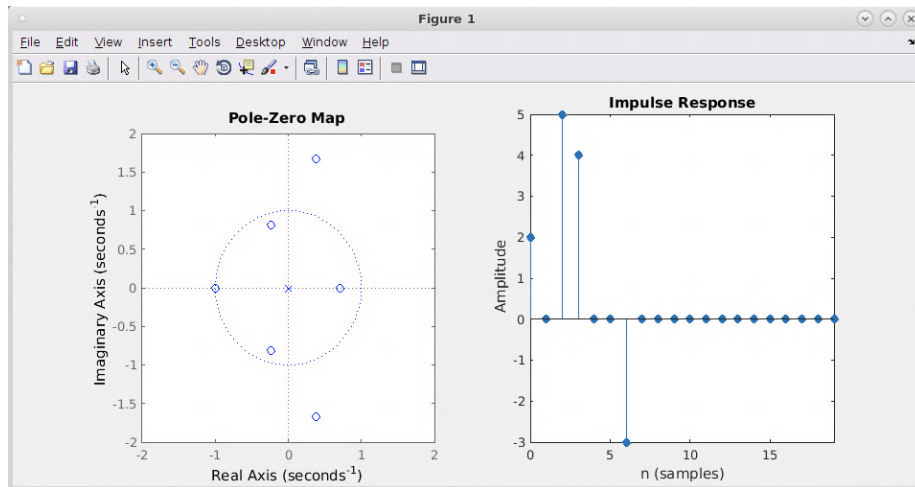 Figure 1
File Edit View Insert Tools Desktop Window Help
Pole-Zero Map
2
1.5
1
0.5
0
-0.5
-1
-1.5
-2
-2 -1 0 1 2
Imaginary Axis (seconds⁻¹)
Real Axis (seconds⁻¹)
Impulse Response
5
4
3
2
1
0
-1
-2
-3
0 5 10 15
Amplitude
n (samples)